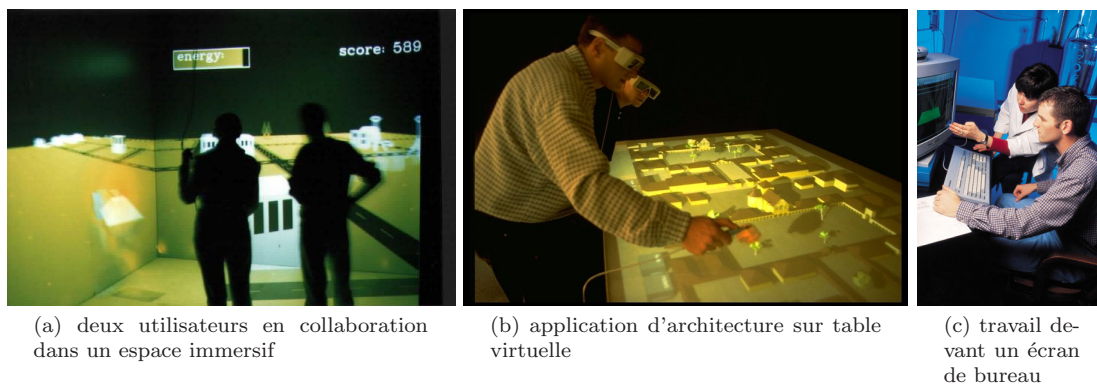 energy:
score: 589
(a) deux utilisateurs en collaboration
dans un espace immersif
(b) application d'architecture sur table
virtuelle
(c) travail de-
vant un écran
de bureau